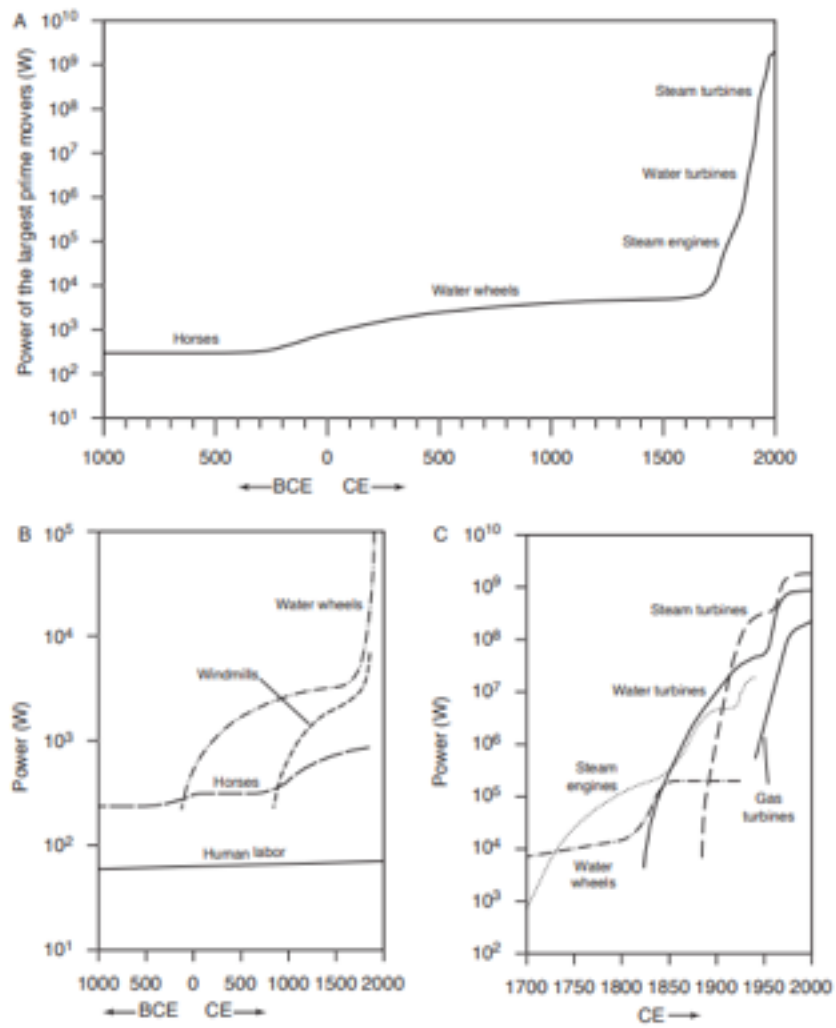 A
Power of the largest prime movers (W)
10¹⁰
10⁹
10⁸
10⁷
10⁶
10⁵
10⁴
10³
10²
10¹
Steam turbines
Water turbines
Steam engines
Water wheels
Horses
1000 500 0 500 1000 1500 2000
←BCE CE→
B
Power (W)
10⁵
10⁴
10³
10²
10¹
Water wheels
Windmills
Horses
Human labor
1000 500 0 500 1000 1500 2000
←BCE CE→
C
Power (W)
10¹⁰
10⁹
10⁸
10⁷
10⁶
10⁵
10⁴
10³
10²
Steam turbines
Water turbines
Steam
engines
Gas
turbines
Water
wheels
1700 1750 1800 1850 1900 1950 2000
CE→